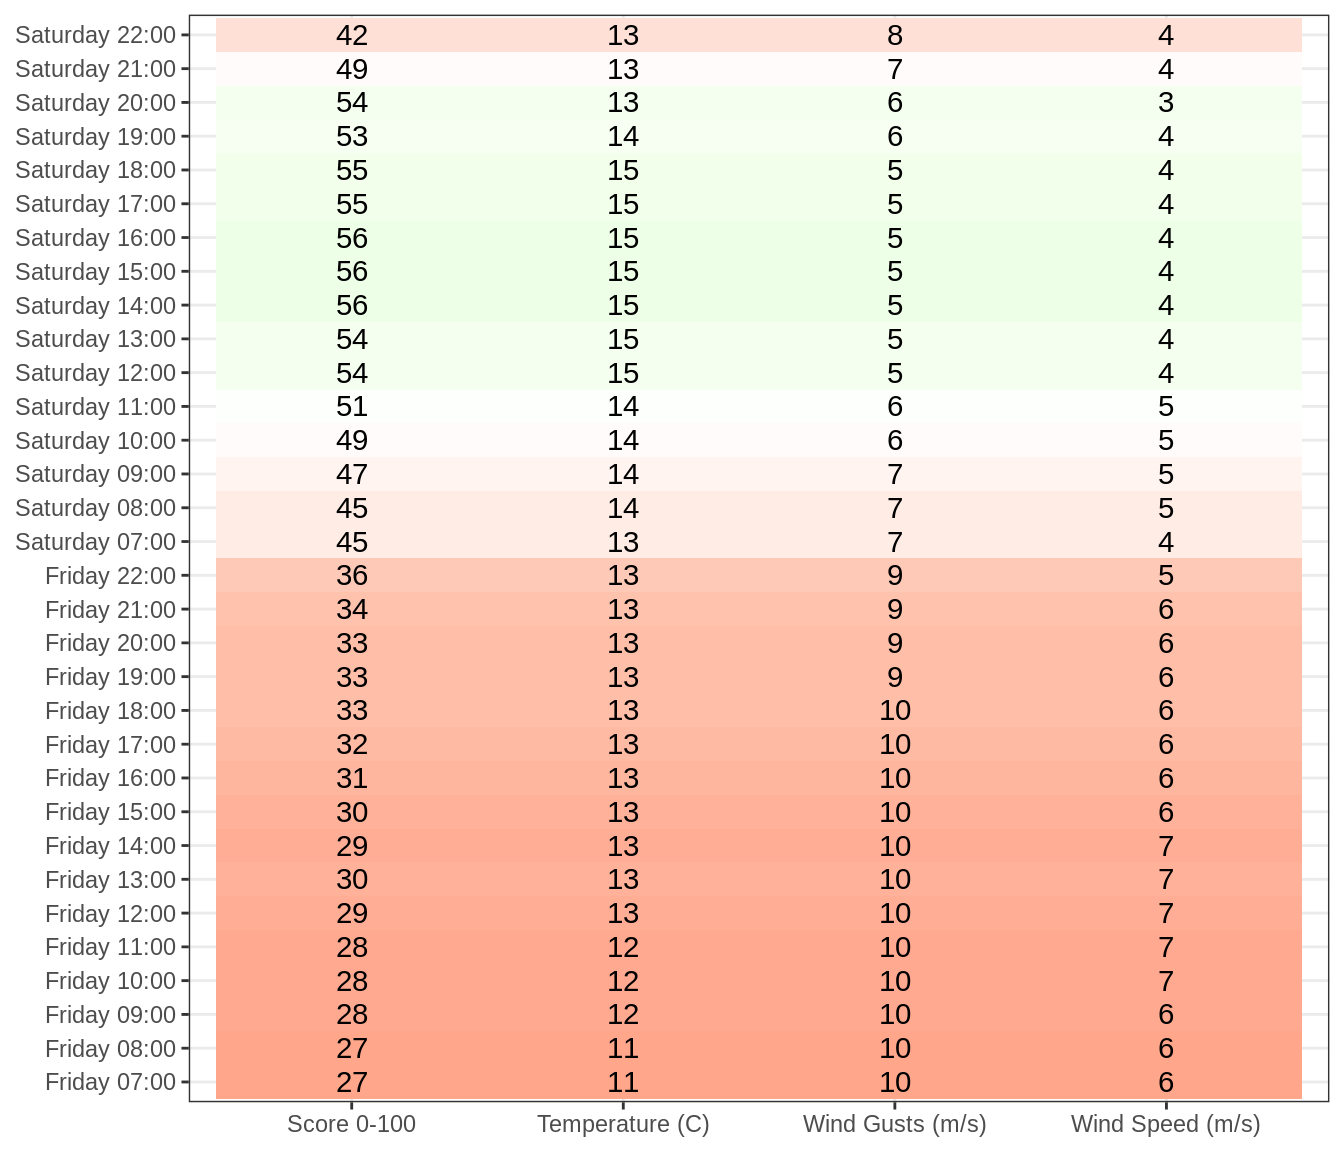 Saturday 22:00 42 13 8 4
Saturday 21:00 49 13 7 4
Saturday 20:00 54 13 6 3
Saturday 19:00 53 14 6 4
Saturday 18:00 55 15 5 4
Saturday 17:00 55 15 5 4
Saturday 16:00 56 15 5 4
Saturday 15:00 56 15 5 4
Saturday 14:00 56 15 5 4
Saturday 13:00 54 15 5 4
Saturday 12:00 54 15 5 4
Saturday 11:00 51 14 6 5
Saturday 10:00 49 14 6 5
Saturday 09:00 47 14 7 5
Saturday 08:00 45 14 7 5
Saturday 07:00 45 13 7 4
Friday 22:00 36 13 9 5
Friday 21:00 34 13 9 6
Friday 20:00 33 13 9 6
Friday 19:00 33 13 9 6
Friday 18:00 33 13 10 6
Friday 17:00 32 13 10 6
Friday 16:00 31 13 10 6
Friday 15:00 30 13 10 6
Friday 14:00 29 13 10 7
Friday 13:00 30 13 10 7
Friday 12:00 29 13 10 7
Friday 11:00 28 12 10 7
Friday 10:00 28 12 10 7
Friday 09:00 28 12 10 6
Friday 08:00 27 11 10 6
Friday 07:00 27 11 10 6
Score 0-100 Temperature (C) Wind Gusts (m/s) Wind Speed (m/s)